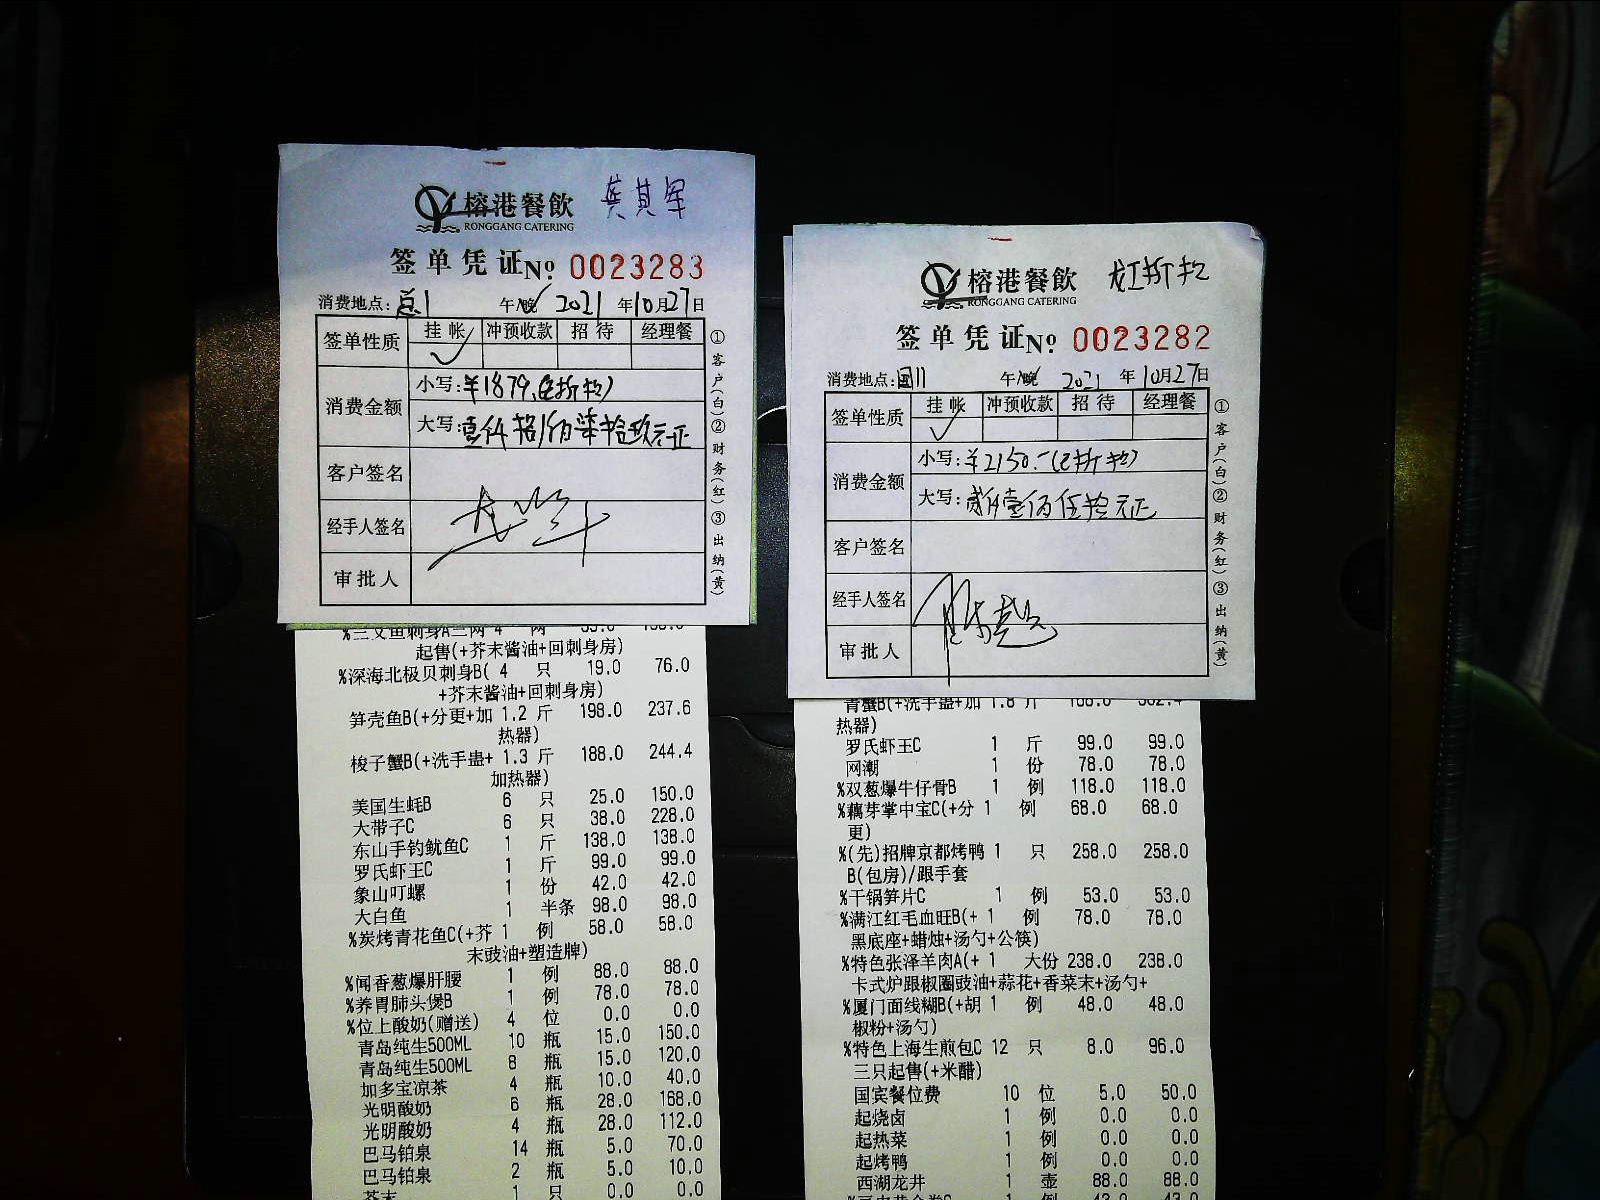 榕港餐飲
RONGGANG CATERING
签单凭证 No 0023283
消费地点: 总1 午/晚 2021 年 10 月 27 日
签单性质 挂帐 冲预收款 招待 经理餐
消费金额
小写: ¥1879.(已折扣)
大写: 壹仟捌佰柒拾玖元正
客户签名
经手人签名
审批人
①客户(白)②财务(红)③出纳(黄)
起售(+芥末酱油+回刺身房)
%深海北极贝刺身B( 4 只 19.0 76.0
+芥末酱油+回刺身房)
笋壳鱼B(+分更+加 1.2 斤 198.0 237.6
热器)
梭子蟹B(+洗手盅+ 1.3 斤 188.0 244.4
加热器)
美国生蚝B 6 只 25.0 150.0
大带子C 6 只 38.0 228.0
东山手钓鱿鱼C 1 斤 138.0 138.0
罗氏虾王C 1 斤 99.0 99.0
象山叮螺 1 份 42.0 42.0
大白鱼 1 半条 98.0 98.0
%炭烤青花鱼C(+芥 1 例 58.0 58.0
末豉油+塑造牌)
%闻香葱爆肝腰 1 例 88.0 88.0
%养胃肺头煲B 1 例 78.0 78.0
%位上酸奶(赠送) 4 位 0.0 0.0
青岛纯生500ML 10 瓶 15.0 150.0
青岛纯生500ML 8 瓶 15.0 120.0
加多宝凉茶 4 瓶 10.0 40.0
光明酸奶 6 瓶 28.0 168.0
光明酸奶 4 瓶 28.0 112.0
巴马铂泉 14 瓶 5.0 70.0
巴马铂泉 2 瓶 5.0 10.0
芥末 1 只 0.0 0.0
榕港餐飲
RONGGANG CATERING
签单凭证 No 0023282
消费地点: 国11 午/晚 2021 年 10 月 27 日
签单性质 挂帐 冲预收款 招待 经理餐
消费金额
小写: ¥2150.-(已折扣)
大写: 贰仟壹佰伍拾元正
客户签名
经手人签名
审批人
①客户(白)②财务(红)③出纳(黄)
青蟹B(+洗手盅+加 1.8 斤
热器)
罗氏虾王C 1 斤 99.0 99.0
网潮 1 份 78.0 78.0
%双葱爆牛仔骨B 1 例 118.0 118.0
%藕芽掌中宝C(+分 1 例 68.0 68.0
更)
%(先)招牌京都烤鸭 1 只 258.0 258.0
B(包房)/跟手套
%干锅笋片C 1 例 53.0 53.0
%满江红毛血旺B(+ 1 例 78.0 78.0
黑底座+蜡烛+汤勺+公筷)
%特色张泽羊肉A(+ 1 大份 238.0 238.0
卡式炉跟椒圈豉油+蒜花+香菜末+汤勺+
%厦门面线糊B(+胡 1 例 48.0 48.0
椒粉+汤勺)
%特色上海生煎包C 12 只 8.0 96.0
三只起售(+米醋)
国宾餐位费 10 位 5.0 50.0
起烧卤 1 例 0.0 0.0
起热菜 1 例 0.0 0.0
起烤鸭 1 例 0.0 0.0
西湖龙井 1 壶 88.0 88.0